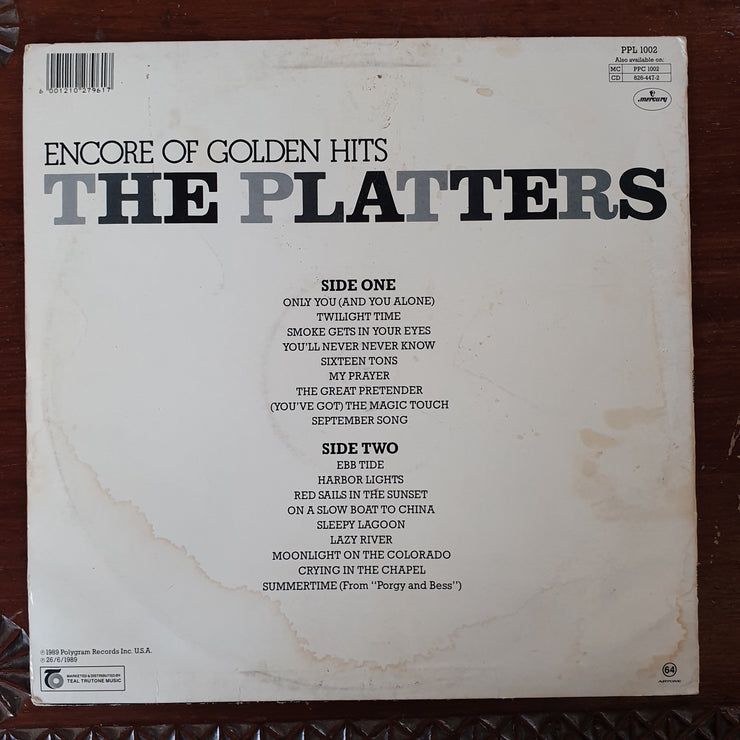 6 001210 279617
PPL 1002
Also available on:
MC PPC 1002
CD 826-447-2
mercury
ENCORE OF GOLDEN HITS
THE PLATTERS
SIDE ONE
ONLY YOU (AND YOU ALONE)
TWILIGHT TIME
SMOKE GETS IN YOUR EYES
YOU'LL NEVER NEVER KNOW
SIXTEEN TONS
MY PRAYER
THE GREAT PRETENDER
(YOU'VE GOT) THE MAGIC TOUCH
SEPTEMBER SONG
SIDE TWO
EBB TIDE
HARBOR LIGHTS
RED SAILS IN THE SUNSET
ON A SLOW BOAT TO CHINA
SLEEPY LAGOON
LAZY RIVER
MOONLIGHT ON THE COLORADO
CRYING IN THE CHAPEL
SUMMERTIME (From "Porgy and Bess")
℗ 1989 Polygram Records Inc. U.S.A.
℗ 26/6/1989
MARKETED & DISTRIBUTED BY
TEAL TRUTONE MUSIC
64